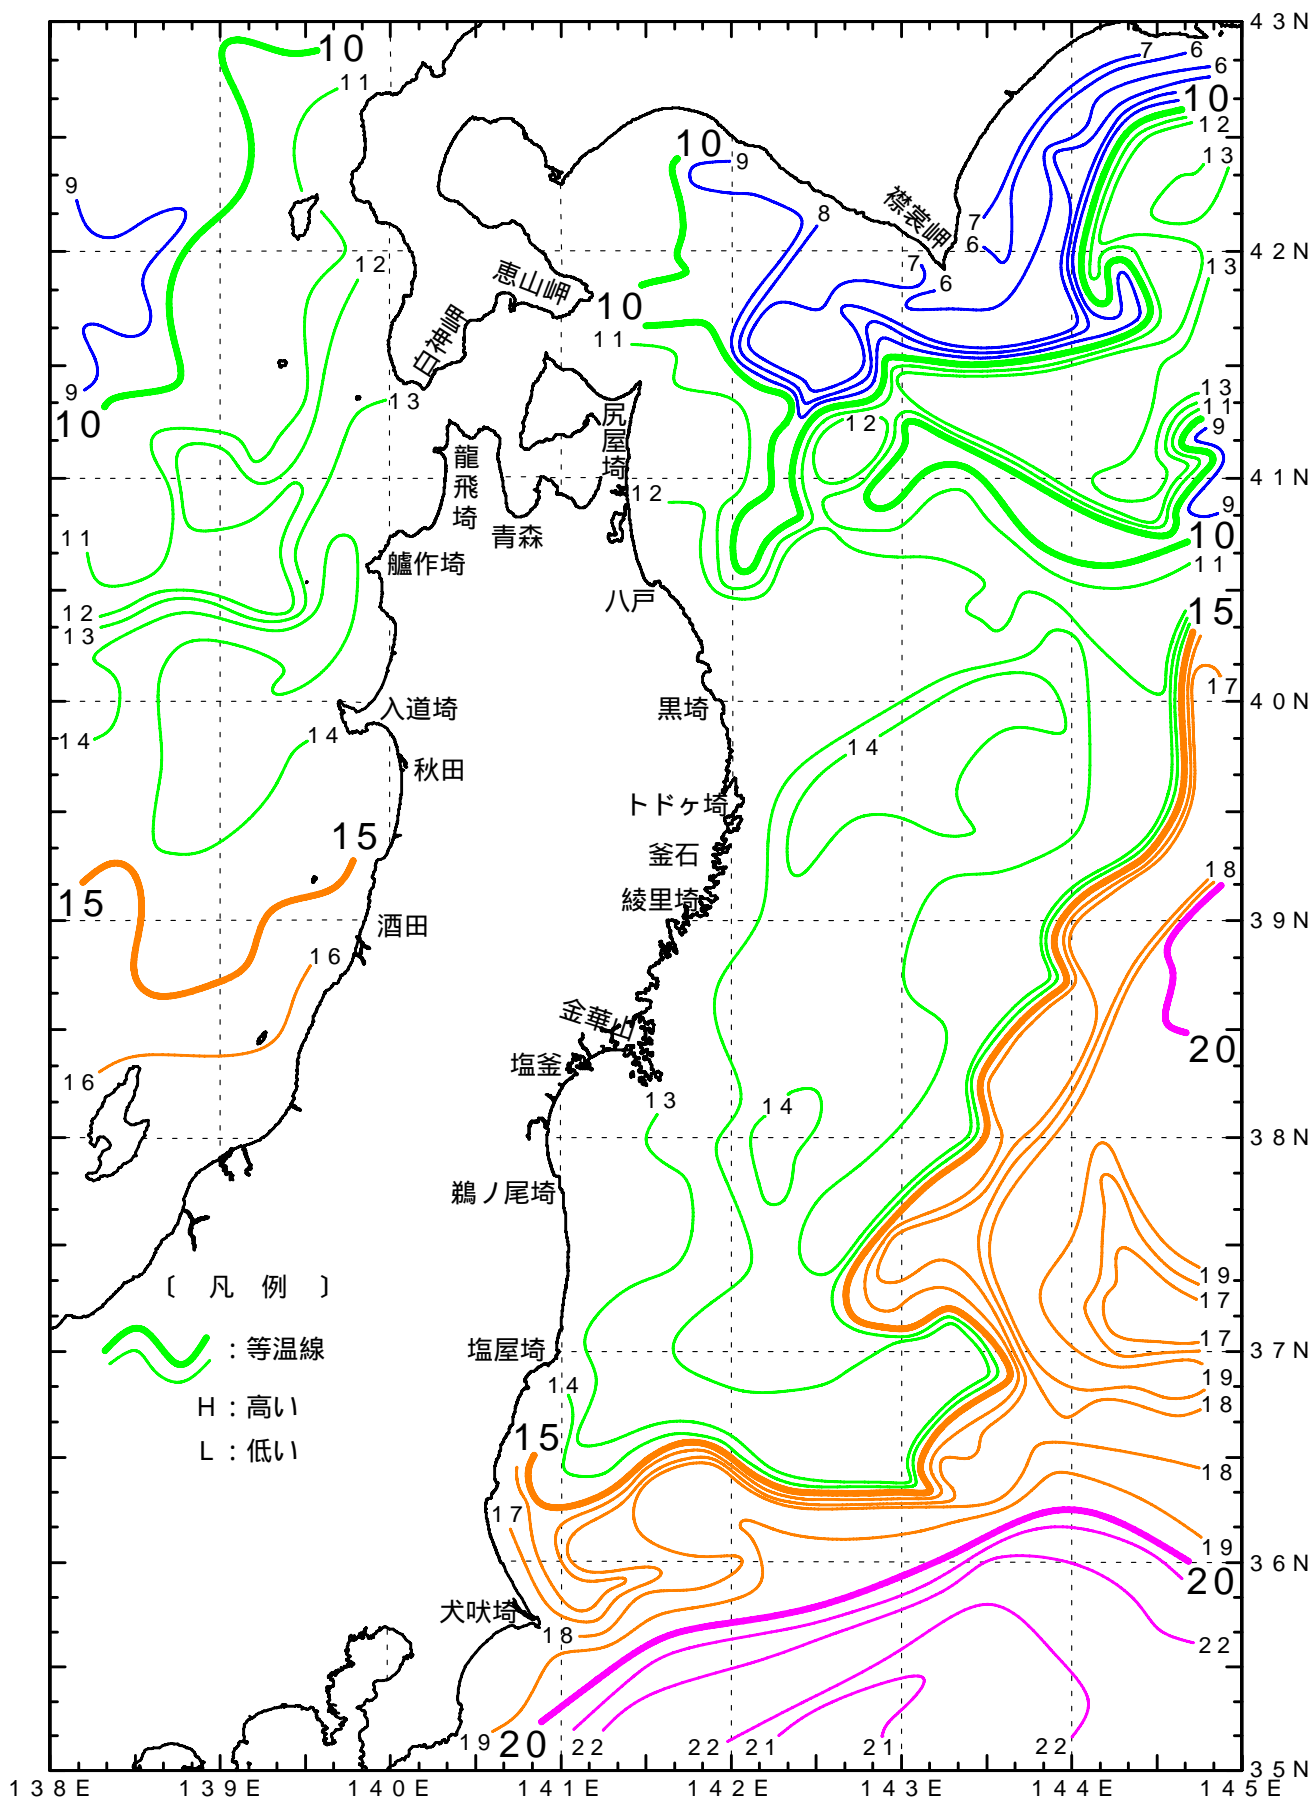 43N
10
7
6
6
11
10
12
10
9
13
9
8
襟裳岬
7
6
42N
12
7
6
13
恵山岬
10
白神岬
11
9
13
13
11
9
10
尻屋埼
12
龍飛埼
41N
12
9
青森
10
11
艫作埼
11
八戸
12
15
13
17
入道埼
黒埼
40N
14
14
14
秋田
トドヶ埼
15
釜石
18
15
綾里埼
酒田
39N
16
金華山
20
塩釜
16
13
14
38N
鵜ノ尾埼
19
〔 凡 例 〕
17
17
:等温線
塩屋埼
37N
19
14
H:高い
18
15
L:低い
18
17
19
36N
20
犬吠埼
18
22
19
20
22
22
21
21
22
35N
138E
139E
140E
141E
142E
143E
144E
145E